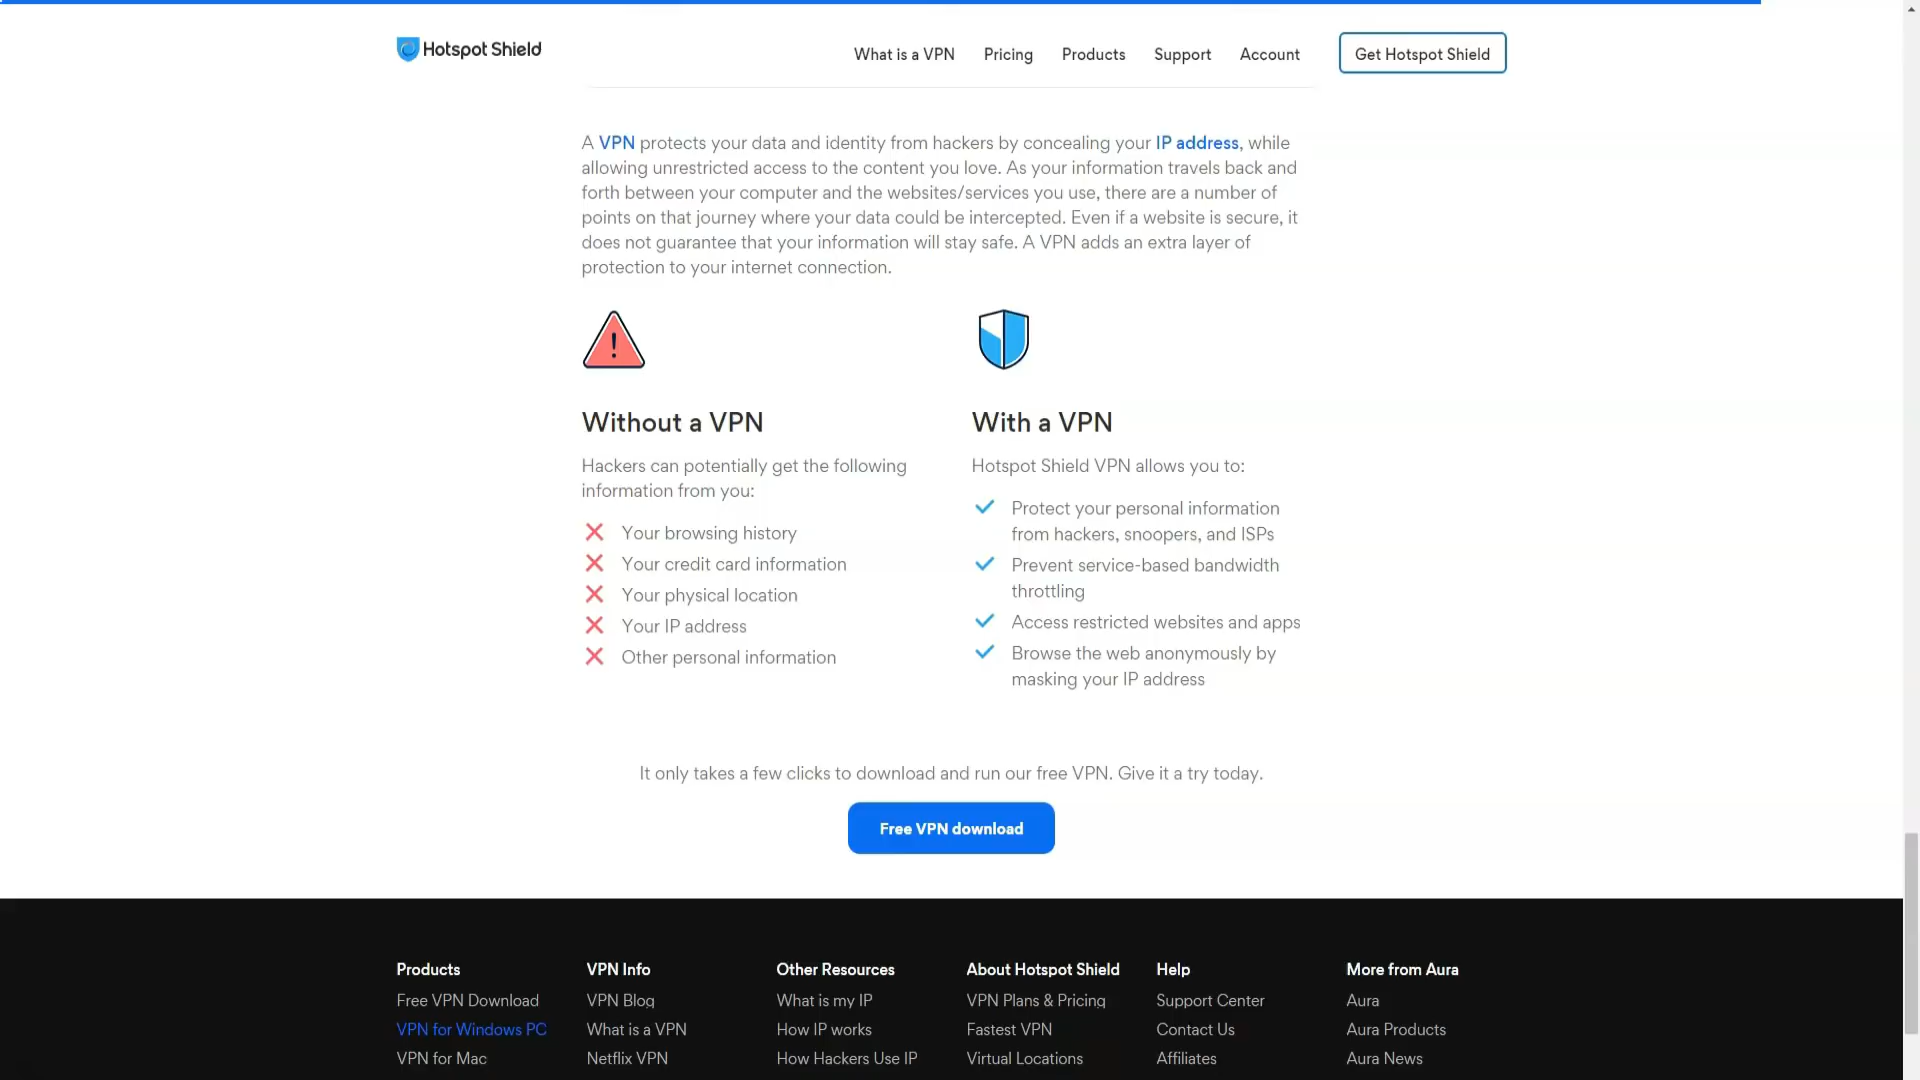 Hotspot Shield
What is a VPN
Pricing
Products
Support
Account
Get Hotspot Shield
A VPN protects your data and identity from hackers by concealing your IP address, while
allowing unrestricted access to the content you love. As your information travels back and
forth between your computer and the websites/services you use, there are a number of
points on that journey where your data could be intercepted. Even if a website is secure, it
does not guarantee that your information will stay safe. A VPN adds an extra layer of
protection to your internet connection.
Without a VPN
Hackers can potentially get the following
information from you:
Your browsing history
Your credit card information
Your physical location
Your IP address
Other personal information
With a VPN
Hotspot Shield VPN allows you to:
Protect your personal information
from hackers, snoopers, and ISPs
Prevent service-based bandwidth
throttling
Access restricted websites and apps
Browse the web anonymously by
masking your IP address
It only takes a few clicks to download and run our free VPN. Give it a try today.
Free VPN download
Products
Free VPN Download
VPN for Windows PC
VPN for Mac
VPN Info
VPN Blog
What is a VPN
Netflix VPN
Other Resources
What is my IP
How IP works
How Hackers Use IP
About Hotspot Shield
VPN Plans & Pricing
Fastest VPN
Virtual Locations
Help
Support Center
Contact Us
Affiliates
More from Aura
Aura
Aura Products
Aura News